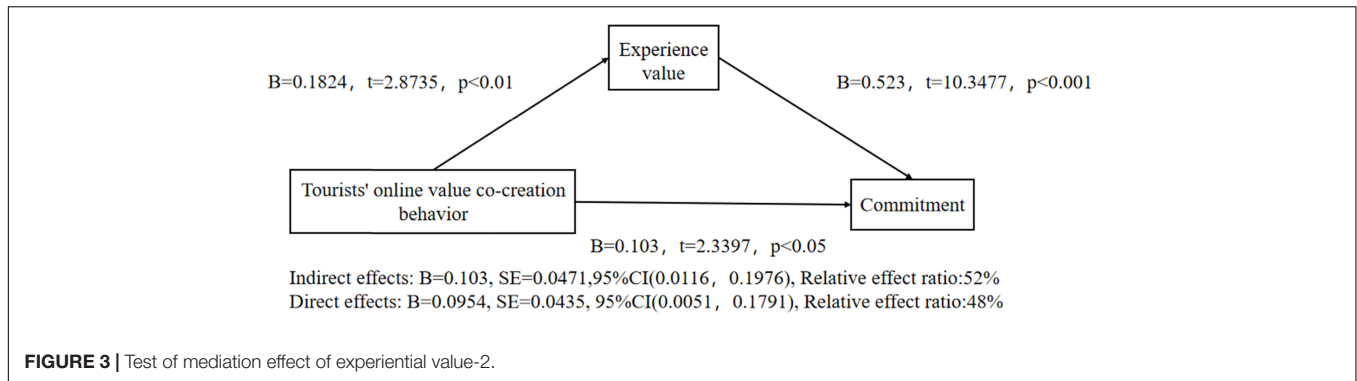 Experience
value
B=0.1824, t=2.8735, p<0.01
B=0.523, t=10.3477, p<0.001
Tourists' online value co-creation
behavior
Commitment
B=0.103, t=2.3397, p<0.05
Indirect effects: B=0.103, SE=0.0471,95%CI(0.0116, 0.1976), Relative effect ratio:52%
Direct effects: B=0.0954, SE=0.0435, 95%CI(0.0051, 0.1791), Relative effect ratio:48%
FIGURE 3 | Test of mediation effect of experiential value-2.